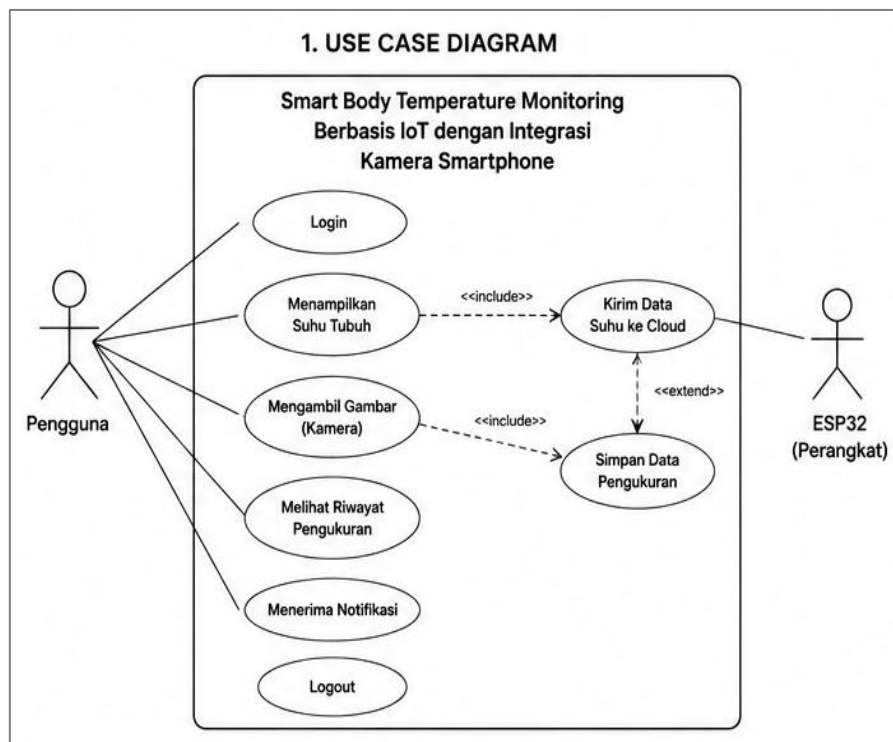 1. USE CASE DIAGRAM
Smart Body Temperature Monitoring
Berbasis IoT dengan Integrasi
Kamera Smartphone
Login
Menampilkan
Suhu Tubuh
<<include>>
Kirim Data
Suhu ke Cloud
<<extend>>
Pengguna
Mengambil Gambar
(Kamera)
<<include>>
Simpan Data
Pengukuran
ESP32
(Perangkat)
Melihat Riwayat
Pengukuran
Menerima Notifikasi
Logout